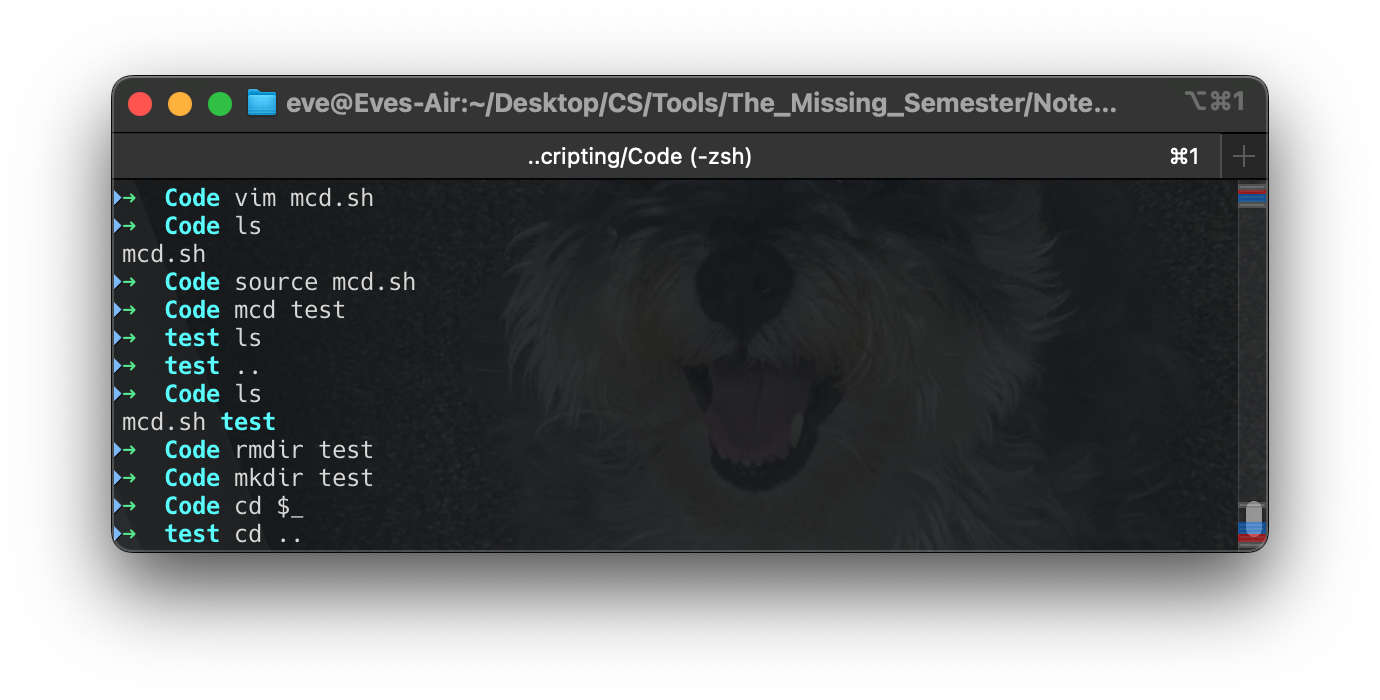 eve@Eves-Air:~/Desktop/CS/Tools/The_Missing_Semester/Note... ⌥⌘1
..cripting/Code (-zsh) ⌘1
➜ Code vim mcd.sh
➜ Code ls
mcd.sh
➜ Code source mcd.sh
➜ Code mcd test
➜ test ls
➜ test ..
➜ Code ls
mcd.sh test
➜ Code rmdir test
➜ Code mkdir test
➜ Code cd $_
➜ test cd ..